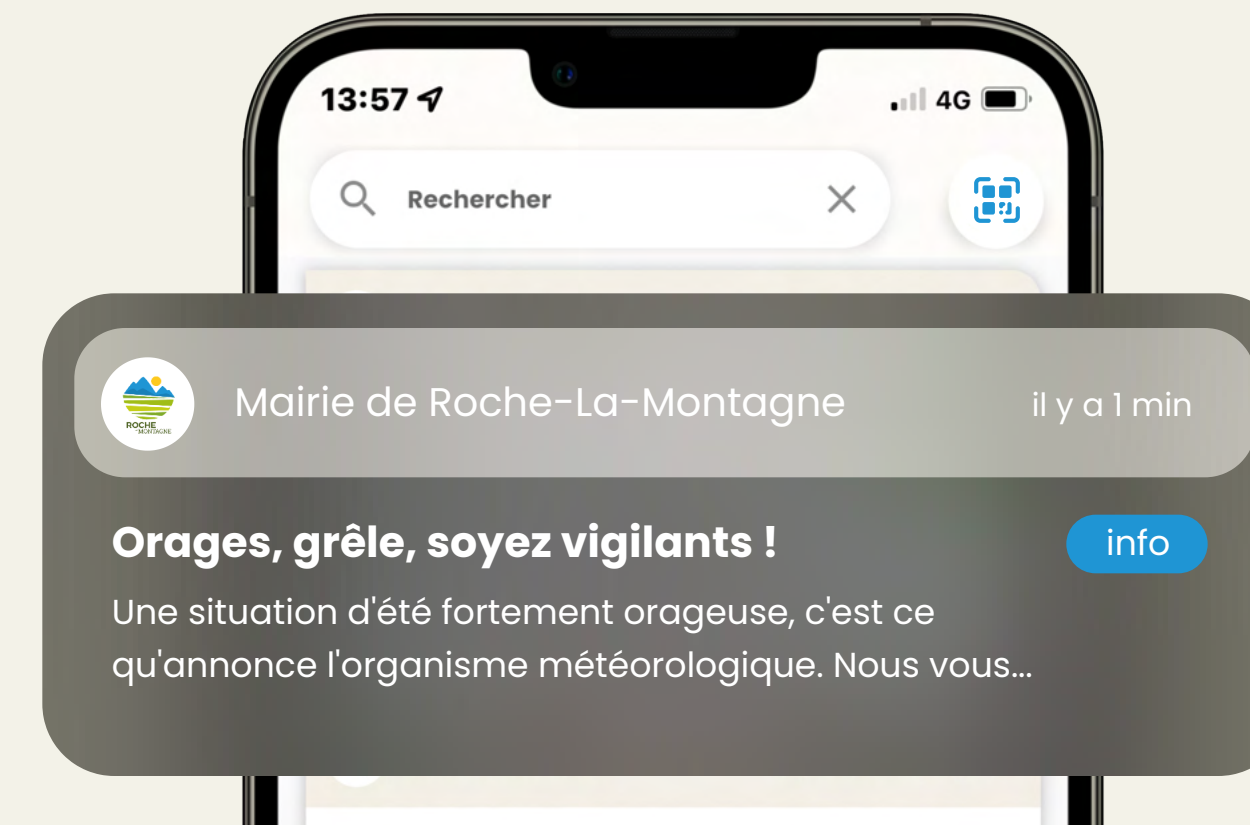 13:57
4G
Rechercher
Mairie de Roche-La-Montagne
il y a 1 min
ROCHE
MONTAGNE
Orages, grêle, soyez vigilants !
info
Une situation d'été fortement orageuse, c'est ce
qu'annonce l'organisme météorologique. Nous vous...